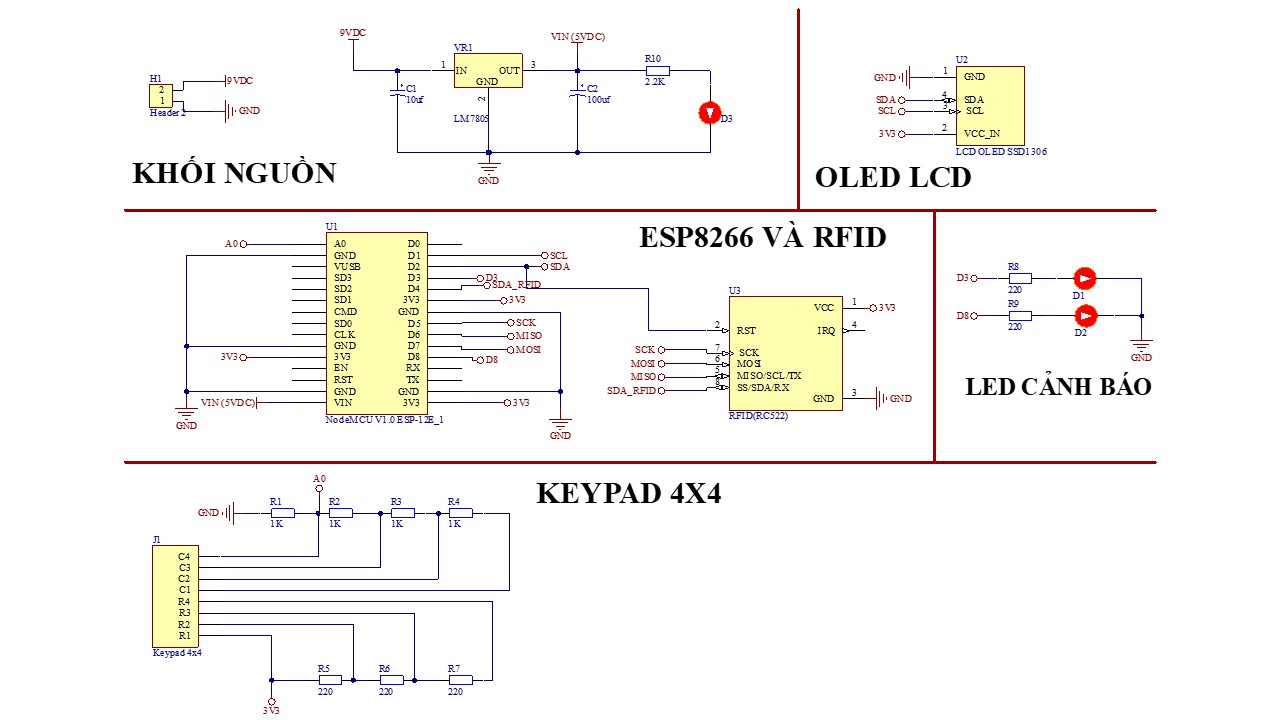 9VDC
VIN (5VDC)
H1
2
1
Header 2
9VDC
GND
C1
10uf
VR1
1
IN
OUT
3
GND
2
LM7805
C2
100uf
R10
2.2K
D3
GND
KHỐI NGUỒN
U2
GND
1
GND
SDA
4
SDA
SCL
3
SCL
3V3
2
VCC_IN
LCD OLED SSD1306
OLED LCD
ESP8266 VÀ RFID
U1
A0
A0
D0
GND
D1
SCL
VUSB
D2
SDA
SD3
D3
D3
SD2
D4
SDA_RFID
SD1
3V3
3V3
CMD
GND
SD0
D5
SCK
CLK
D6
MISO
GND
D7
MOSI
3V3
3V3
D8
D8
EN
RX
RST
TX
GND
GND
VIN (5VDC)
VIN
3V3
3V3
NodeMCU V1.0 ESP-12E_1
GND
GND
U3
VCC
1
3V3
2
RST
IRQ
4
SCK
7
SCK
MOSI
6
MOSI
MISO
5
MISO/SCL/TX
SDA_RFID
8
SS/SDA/RX
GND
3
GND
RFID(RC522)
D3
R8
220
D1
D8
R9
220
D2
GND
LED CẢNH BÁO
KEYPAD 4X4
A0
GND
R1
1K
R2
1K
R3
1K
R4
1K
J1
C4
C3
C2
C1
R4
R3
R2
R1
Keypad 4x4
R5
220
R6
220
R7
220
3V3